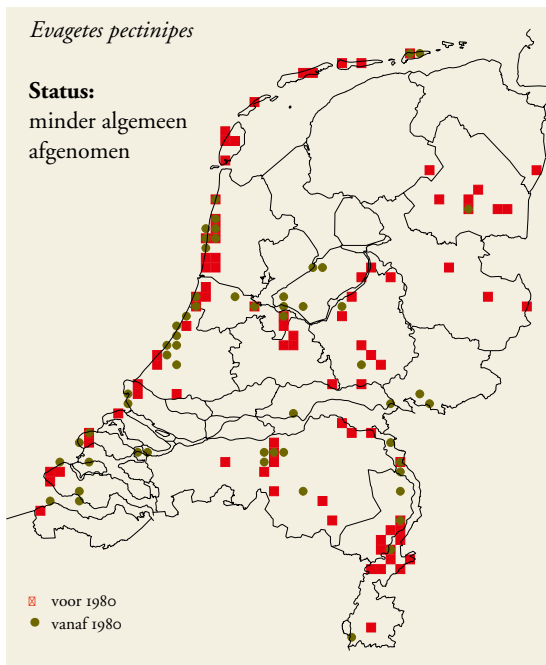 Evagetes pectinipes
Status:
minder algemeen
afgenomen
voor 1980
vanaf 1980